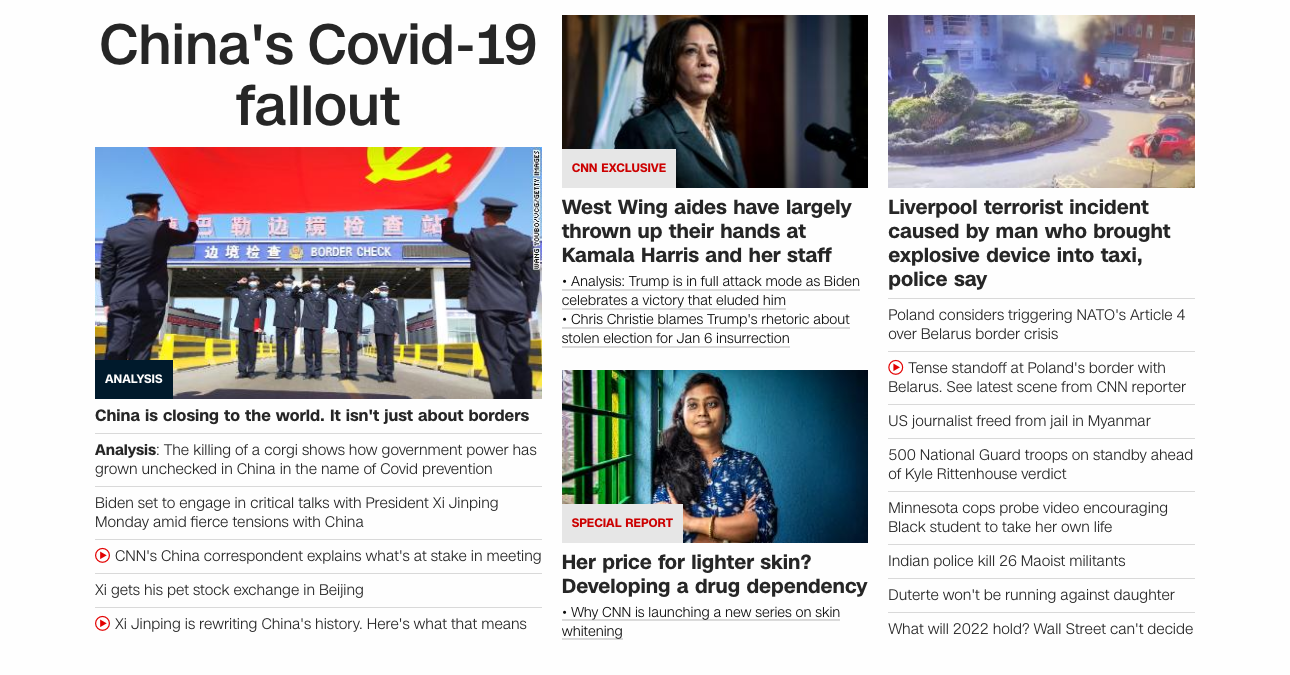 China's Covid-19
fallout
WANG YOUBO/VCG/GETTY IMAGES
巴勒边境检查站
边境检查 BORDER CHECK
ANALYSIS
China is closing to the world. It isn't just about borders
Analysis: The killing of a corgi shows how government power has
grown unchecked in China in the name of Covid prevention
Biden set to engage in critical talks with President Xi Jinping
Monday amid fierce tensions with China
CNN's China correspondent explains what's at stake in meeting
Xi gets his pet stock exchange in Beijing
Xi Jinping is rewriting China's history. Here's what that means
CNN EXCLUSIVE
West Wing aides have largely
thrown up their hands at
Kamala Harris and her staff
• Analysis: Trump is in full attack mode as Biden
celebrates a victory that eluded him
• Chris Christie blames Trump's rhetoric about
stolen election for Jan 6 insurrection
SPECIAL REPORT
Her price for lighter skin?
Developing a drug dependency
• Why CNN is launching a new series on skin
whitening
Liverpool terrorist incident
caused by man who brought
explosive device into taxi,
police say
Poland considers triggering NATO's Article 4
over Belarus border crisis
Tense standoff at Poland's border with
Belarus. See latest scene from CNN reporter
US journalist freed from jail in Myanmar
500 National Guard troops on standby ahead
of Kyle Rittenhouse verdict
Minnesota cops probe video encouraging
Black student to take her own life
Indian police kill 26 Maoist militants
Duterte won't be running against daughter
What will 2022 hold? Wall Street can't decide